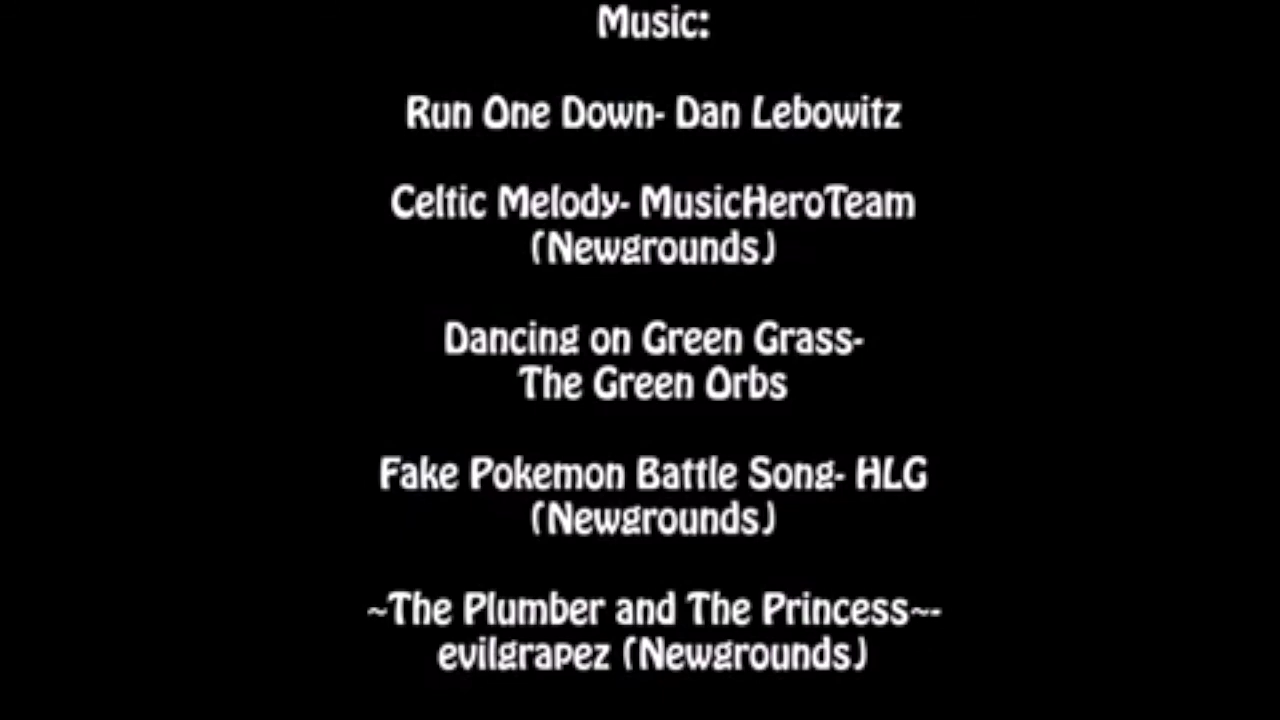 Music:
Run One Down- Dan Lebowitz
Celtic Melody- MusicHeroTeam
(Newgrounds)
Dancing on Green Grass-
The Green Orbs
Fake Pokemon Battle Song- HLG
(Newgrounds)
~The Plumber and The Princess~-
evilgrapez (Newgrounds)